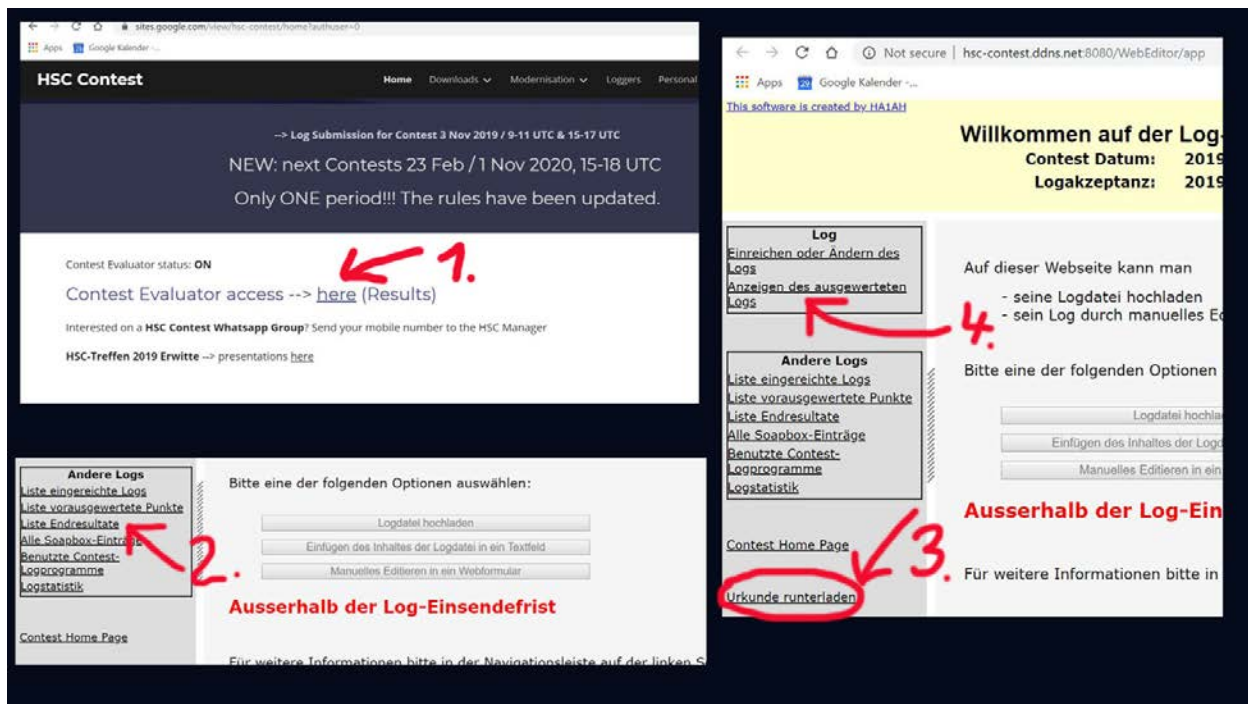 sites.google.com/view/hsc-contest/home?authuser=0
Apps Google Kalender -...
HSC Contest Home Downloads Modernisation Loggers Personal
--> Log Submission for Contest 3 Nov 2019 / 9-11 UTC & 15-17 UTC
NEW: next Contests 23 Feb / 1 Nov 2020, 15-18 UTC
Only ONE period!!! The rules have been updated.
1.
Contest Evaluator status: ON
Contest Evaluator access --> here (Results)
Interested on a HSC Contest Whatsapp Group? Send your mobile number to the HSC Manager
HSC-Treffen 2019 Erwitte --> presentations here
Andere Logs
Liste eingereichte Logs
Liste vorausgewertete Punkte
Liste Endresultate
Alle Soapbox-Einträge
Benutzte Contest-
Logprogramme
Logstatistik
Contest Home Page
2.
Bitte eine der folgenden Optionen auswählen:
Logdatei hochladen
Einfügen des Inhaltes der Logdatei in ein Textfeld
Manuelles Editieren in ein Webformular
Ausserhalb der Log-Einsendefrist
Für weitere Informationen bitte in der Navigationsleiste auf der linken S
Not secure | hsc-contest.ddns.net:8080/WebEditor/app
Apps Google Kalender -...
This software is created by HA1AH
Willkommen auf der Log-
Contest Datum: 2019
Logakzeptanz: 2019
Log
Einreichen oder Ändern des
Logs
Anzeigen des ausgewerteten
Logs
4.
Andere Logs
Liste eingereichte Logs
Liste vorausgewertete Punkte
Liste Endresultate
Alle Soapbox-Einträge
Benutzte Contest-
Logprogramme
Logstatistik
Contest Home Page
Urkunde runterladen
3.
Auf dieser Webseite kann man
- seine Logdatei hochladen
- sein Log durch manuelles Ed
Bitte eine der folgenden Optionen
Logdatei hochla
Einfügen des Inhaltes der Logd
Manuelles Editieren in ein
Ausserhalb der Log-Ein
Für weitere Informationen bitte in